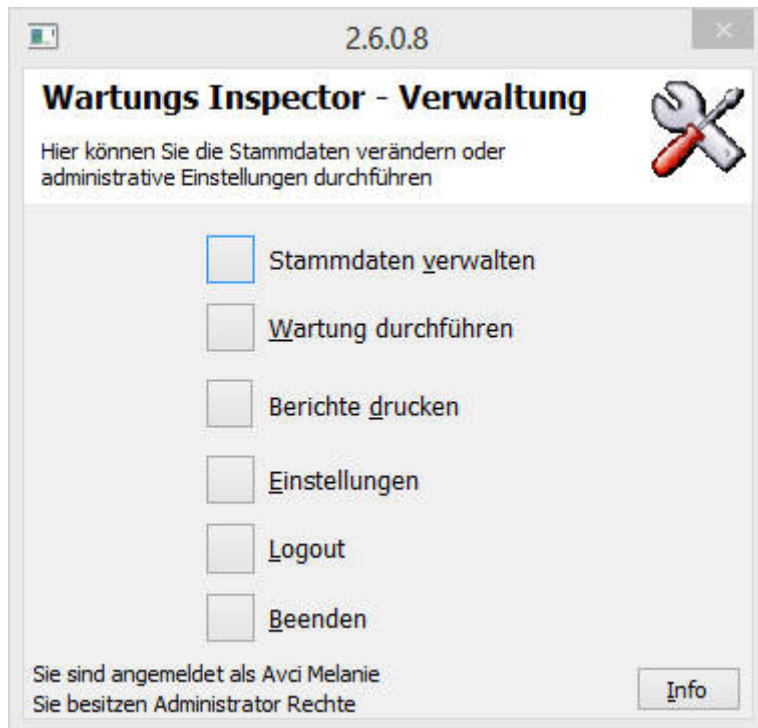 2.6.0.8
Wartungs Inspector - Verwaltung
Hier können Sie die Stammdaten verändern oder
administrative Einstellungen durchführen
Stammdaten verwalten
Wartung durchführen
Berichte drucken
Einstellungen
Logout
Beenden
Sie sind angemeldet als Avci Melanie
Sie besitzen Administrator Rechte
Info